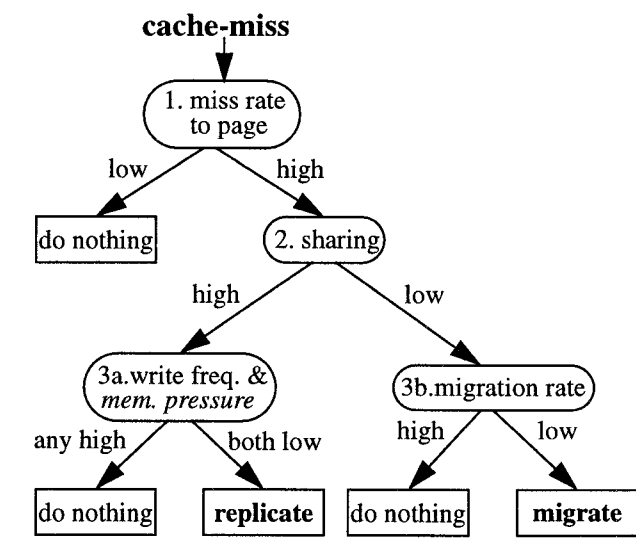 cache-miss
1. miss rate
to page
low
high
do nothing
2. sharing
high
low
3a.write freq. &
mem. pressure
3b.migration rate
any high
both low
high
low
do nothing
replicate
do nothing
migrate